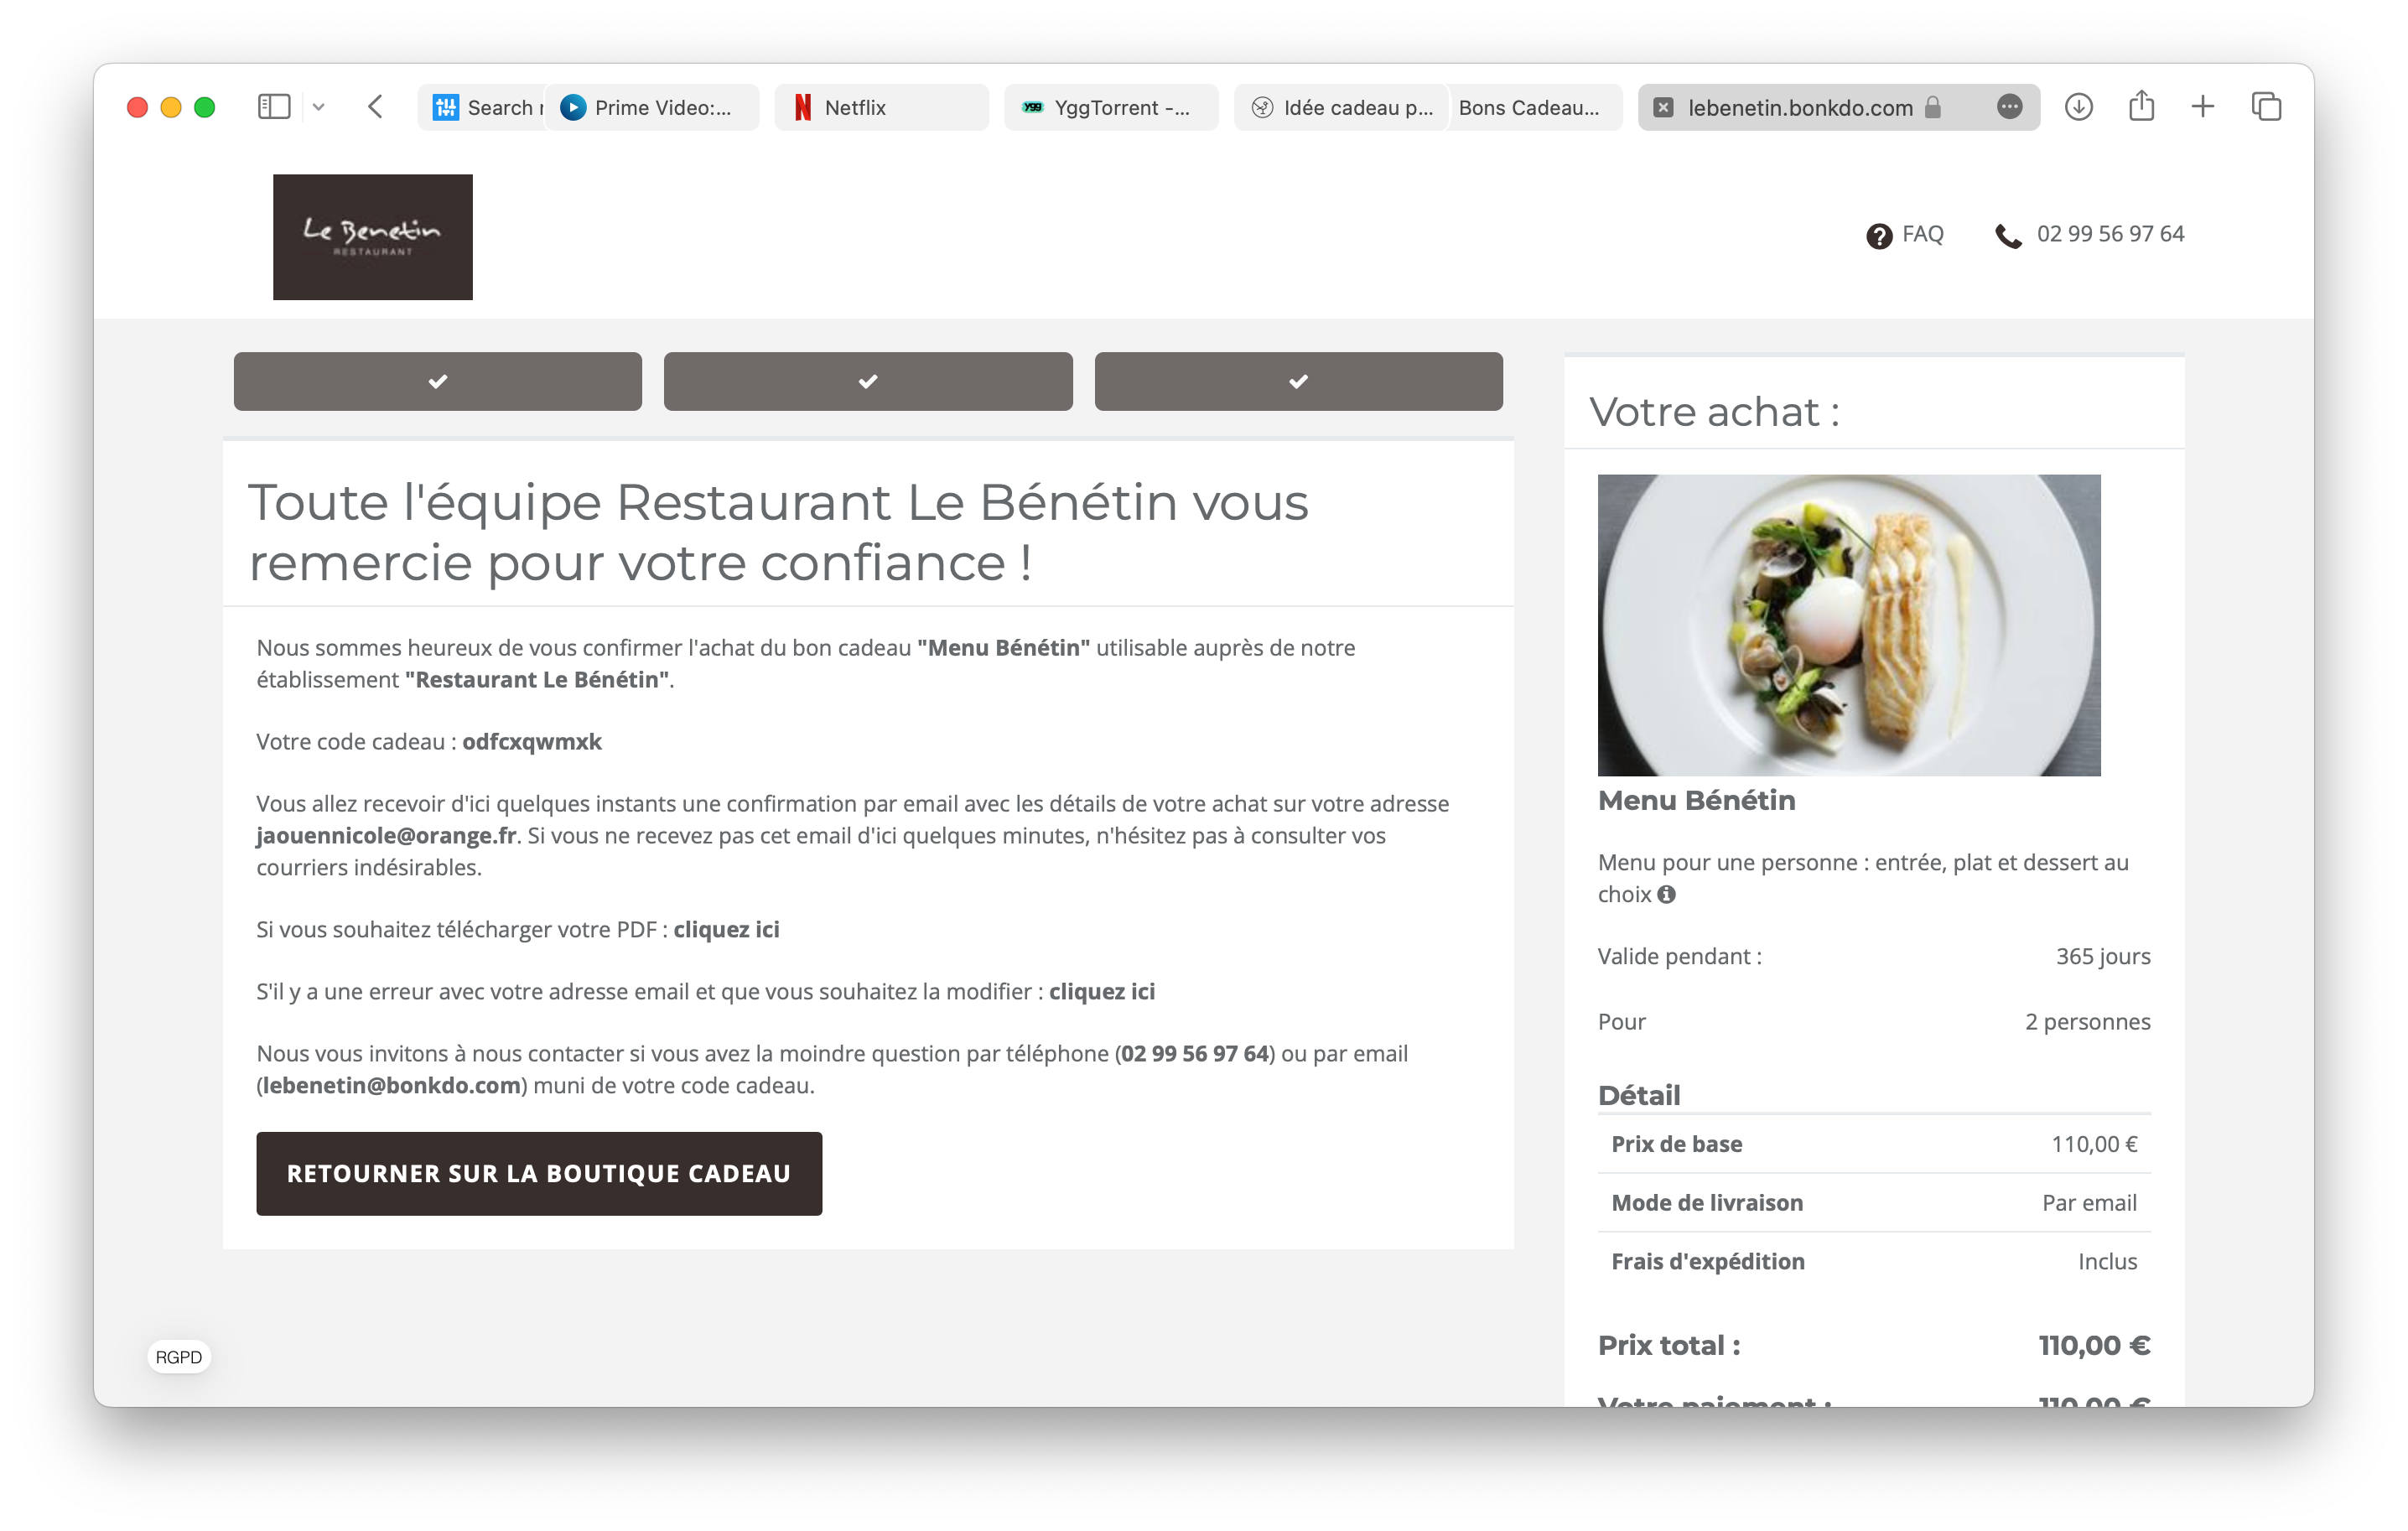 Search r
Prime Video:...
Netflix
ygg YggTorrent -...
Idée cadeau p...
Bons Cadeau...
lebenetin.bonkdo.com
Le Benetin
RESTAURANT
FAQ
02 99 56 97 64
Toute l'équipe Restaurant Le Bénétin vous
remercie pour votre confiance !
Nous sommes heureux de vous confirmer l'achat du bon cadeau "Menu Bénétin" utilisable auprès de notre
établissement "Restaurant Le Bénétin".
Votre code cadeau : odfcxqwmxk
Vous allez recevoir d'ici quelques instants une confirmation par email avec les détails de votre achat sur votre adresse
jaouennicole@orange.fr. Si vous ne recevez pas cet email d'ici quelques minutes, n'hésitez pas à consulter vos
courriers indésirables.
Si vous souhaitez télécharger votre PDF : cliquez ici
S'il y a une erreur avec votre adresse email et que vous souhaitez la modifier : cliquez ici
Nous vous invitons à nous contacter si vous avez la moindre question par téléphone (02 99 56 97 64) ou par email
(lebenetin@bonkdo.com) muni de votre code cadeau.
RETOURNER SUR LA BOUTIQUE CADEAU
RGPD
Votre achat :
Menu Bénétin
Menu pour une personne : entrée, plat et dessert au
choix
Valide pendant : 365 jours
Pour 2 personnes
Détail
Prix de base 110,00 €
Mode de livraison Par email
Frais d'expédition Inclus
Prix total : 110,00 €
Votre paiement : 110,00 €